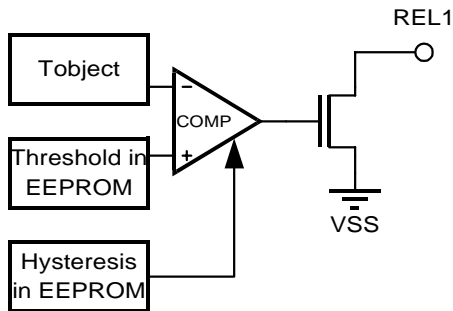 REL1
Tobject
−
COMP
+
Threshold in
EEPROM
VSS
Hysteresis
in EEPROM